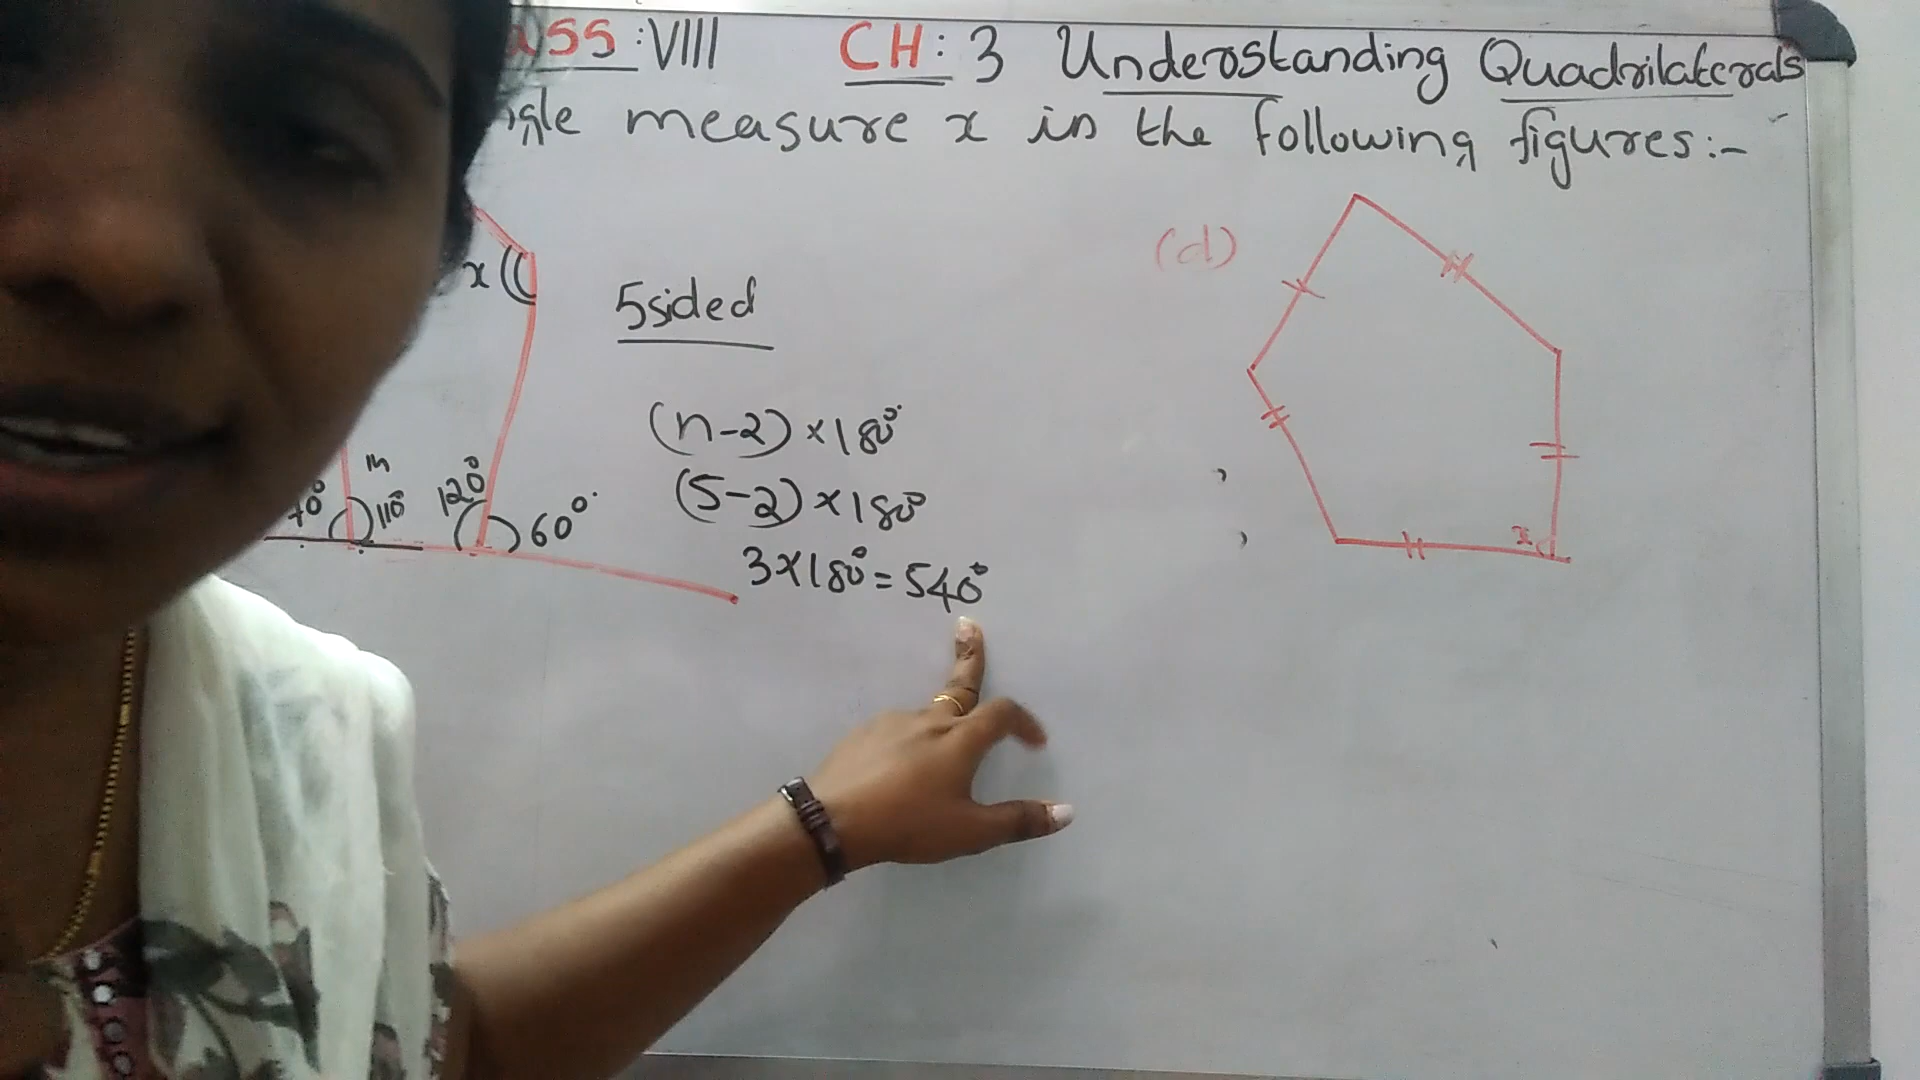 SS : VIII CH : 3 Understanding Quadrilaterals
gle measure x in the following figures:-
(d)
x
5sided
(n-2)×180°
(5-2)×180°
3×180°=540°
70° 110° 120° 60°
x